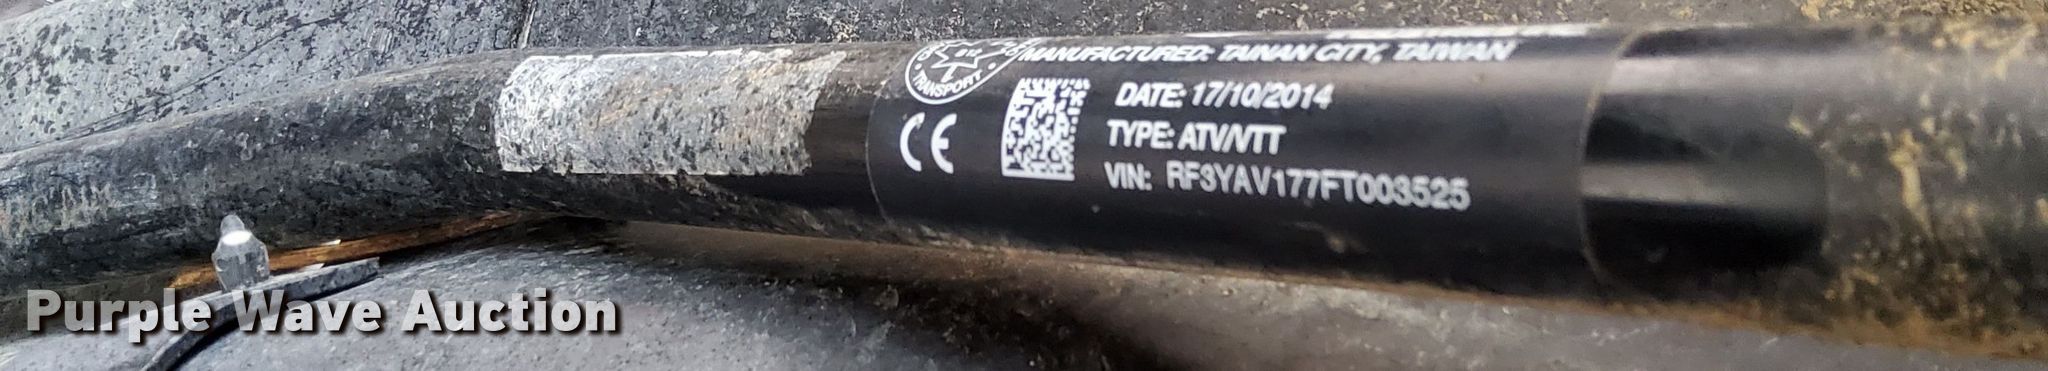 MANUFACTURED: TAINAN CITY, TAIWAN
TRANSPORT
DATE: 17/10/2014
CE
TYPE: ATV/VTT
VIN: RF3YAV177FT003525
Purple Wave Auction